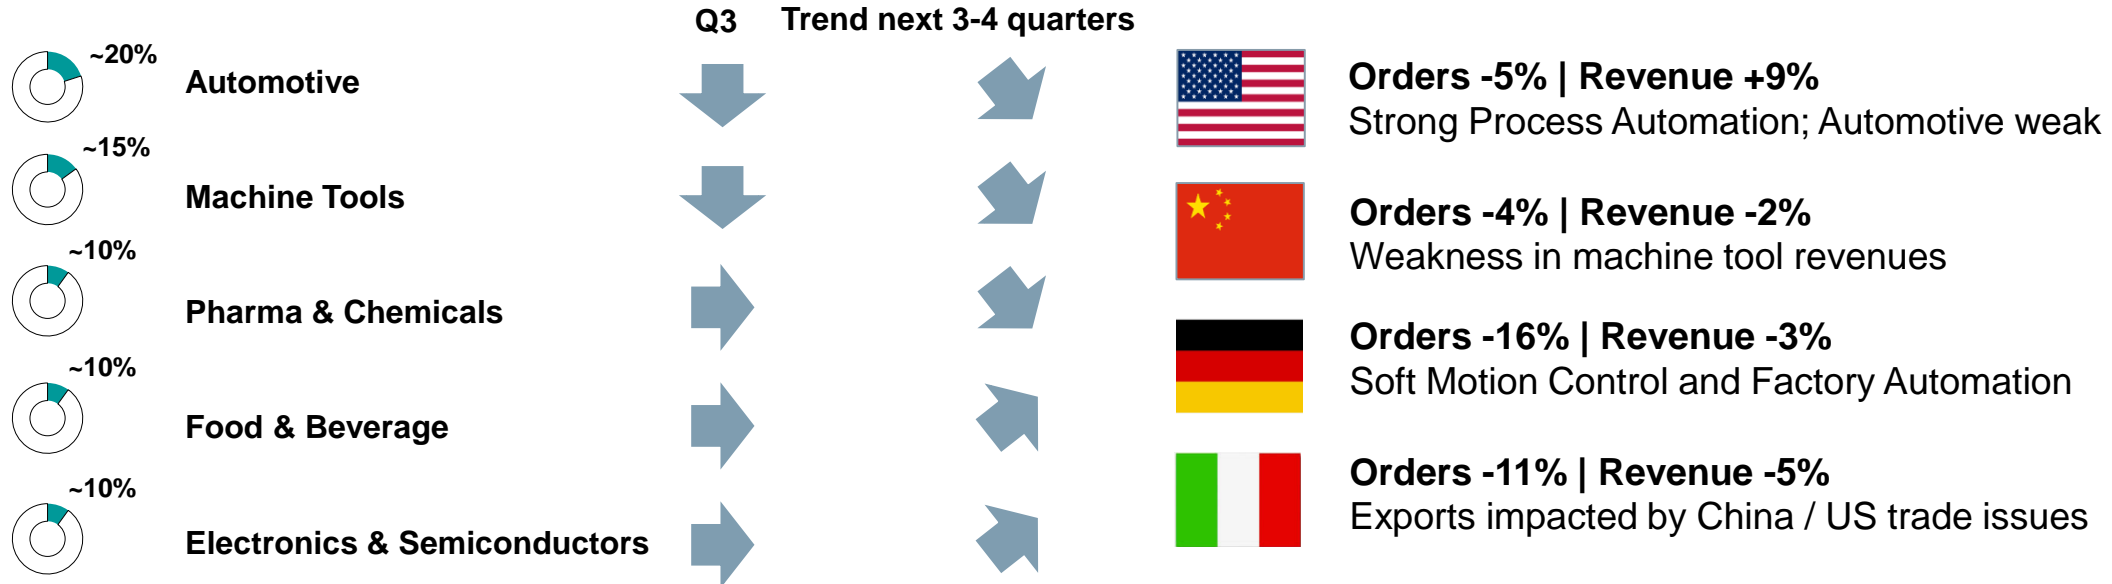 Q3 Trend next 3-4 quarters
~20%
Automotive
~15%
Machine Tools
~10%
Pharma & Chemicals
~10%
Food & Beverage
~10%
Electronics & Semiconductors
Orders -5% | Revenue +9%
Strong Process Automation; Automotive weak
Orders -4% | Revenue -2%
Weakness in machine tool revenues
Orders -16% | Revenue -3%
Soft Motion Control and Factory Automation
Orders -11% | Revenue -5%
Exports impacted by China / US trade issues